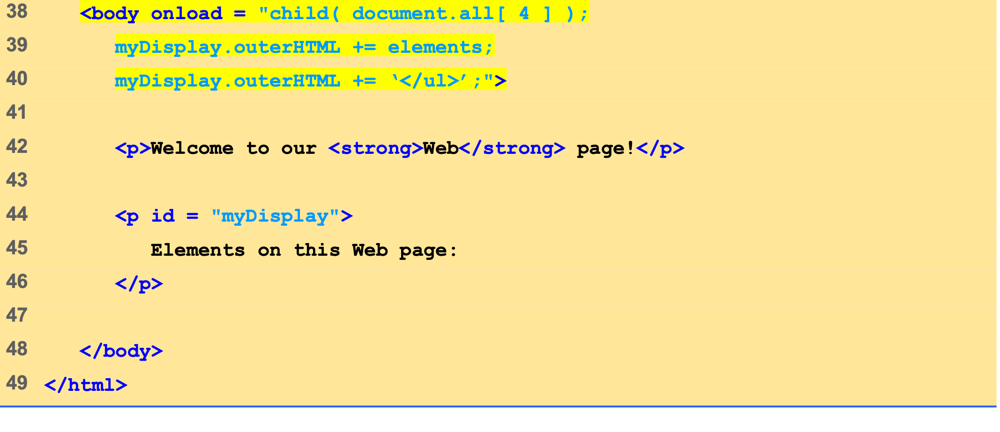 38 <body onload = "child( document.all[ 4 ] );
39 myDisplay.outerHTML += elements;
40 myDisplay.outerHTML += ‘</ul>’;">
41
42 <p>Welcome to our <strong>Web</strong> page!</p>
43
44 <p id = "myDisplay">
45 Elements on this Web page:
46 </p>
47
48 </body>
49 </html>